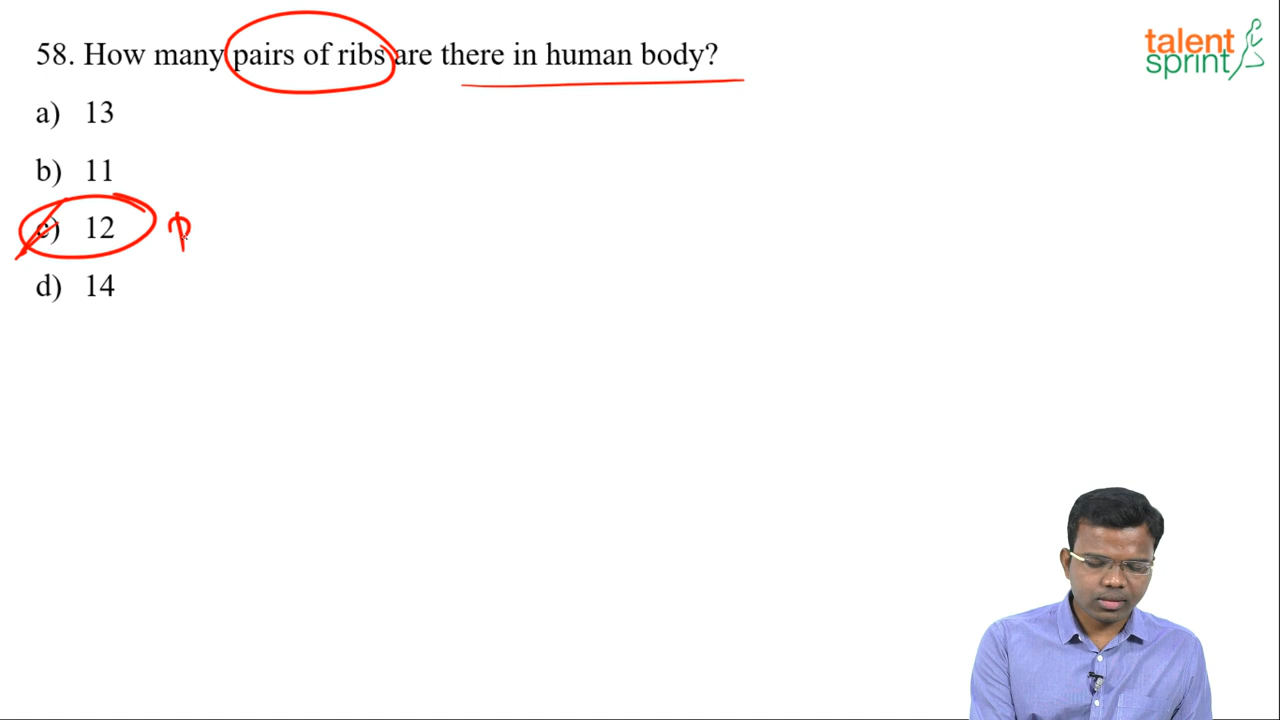 58. How many pairs of ribs are there in human body?
talent
sprint
a) 13
b) 11
c) 12
d) 14